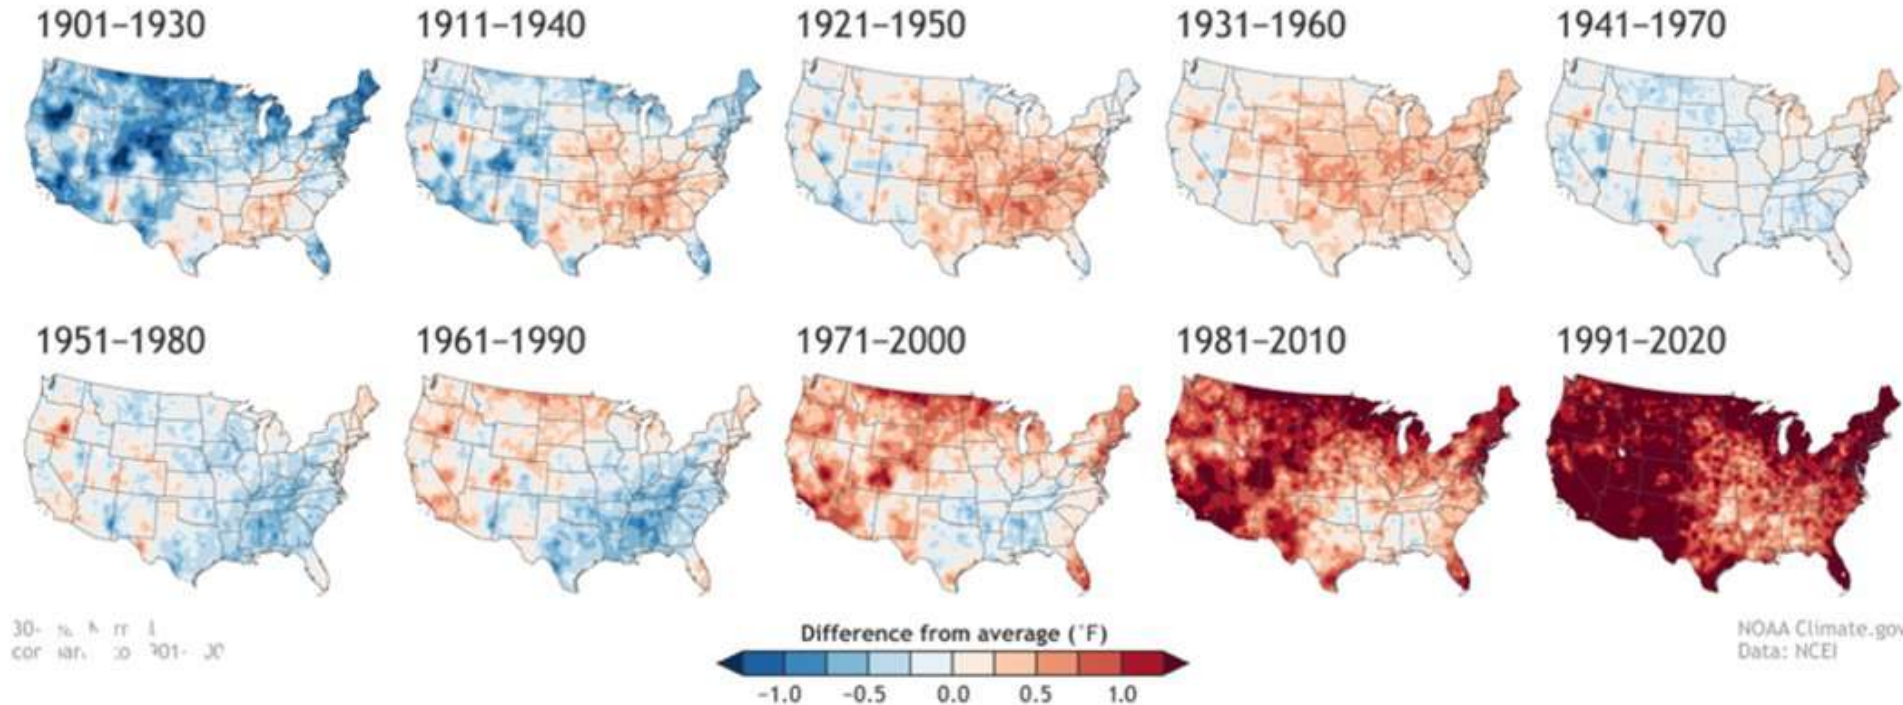 1901–1930
1911–1940
1921–1950
1931–1960
1941–1970
1951–1980
1961–1990
1971–2000
1981–2010
1991–2020
30-
Difference from average (°F)
-1.0 -0.5 0.0 0.5 1.0
NOAA Climate.gov
Data: NCEI